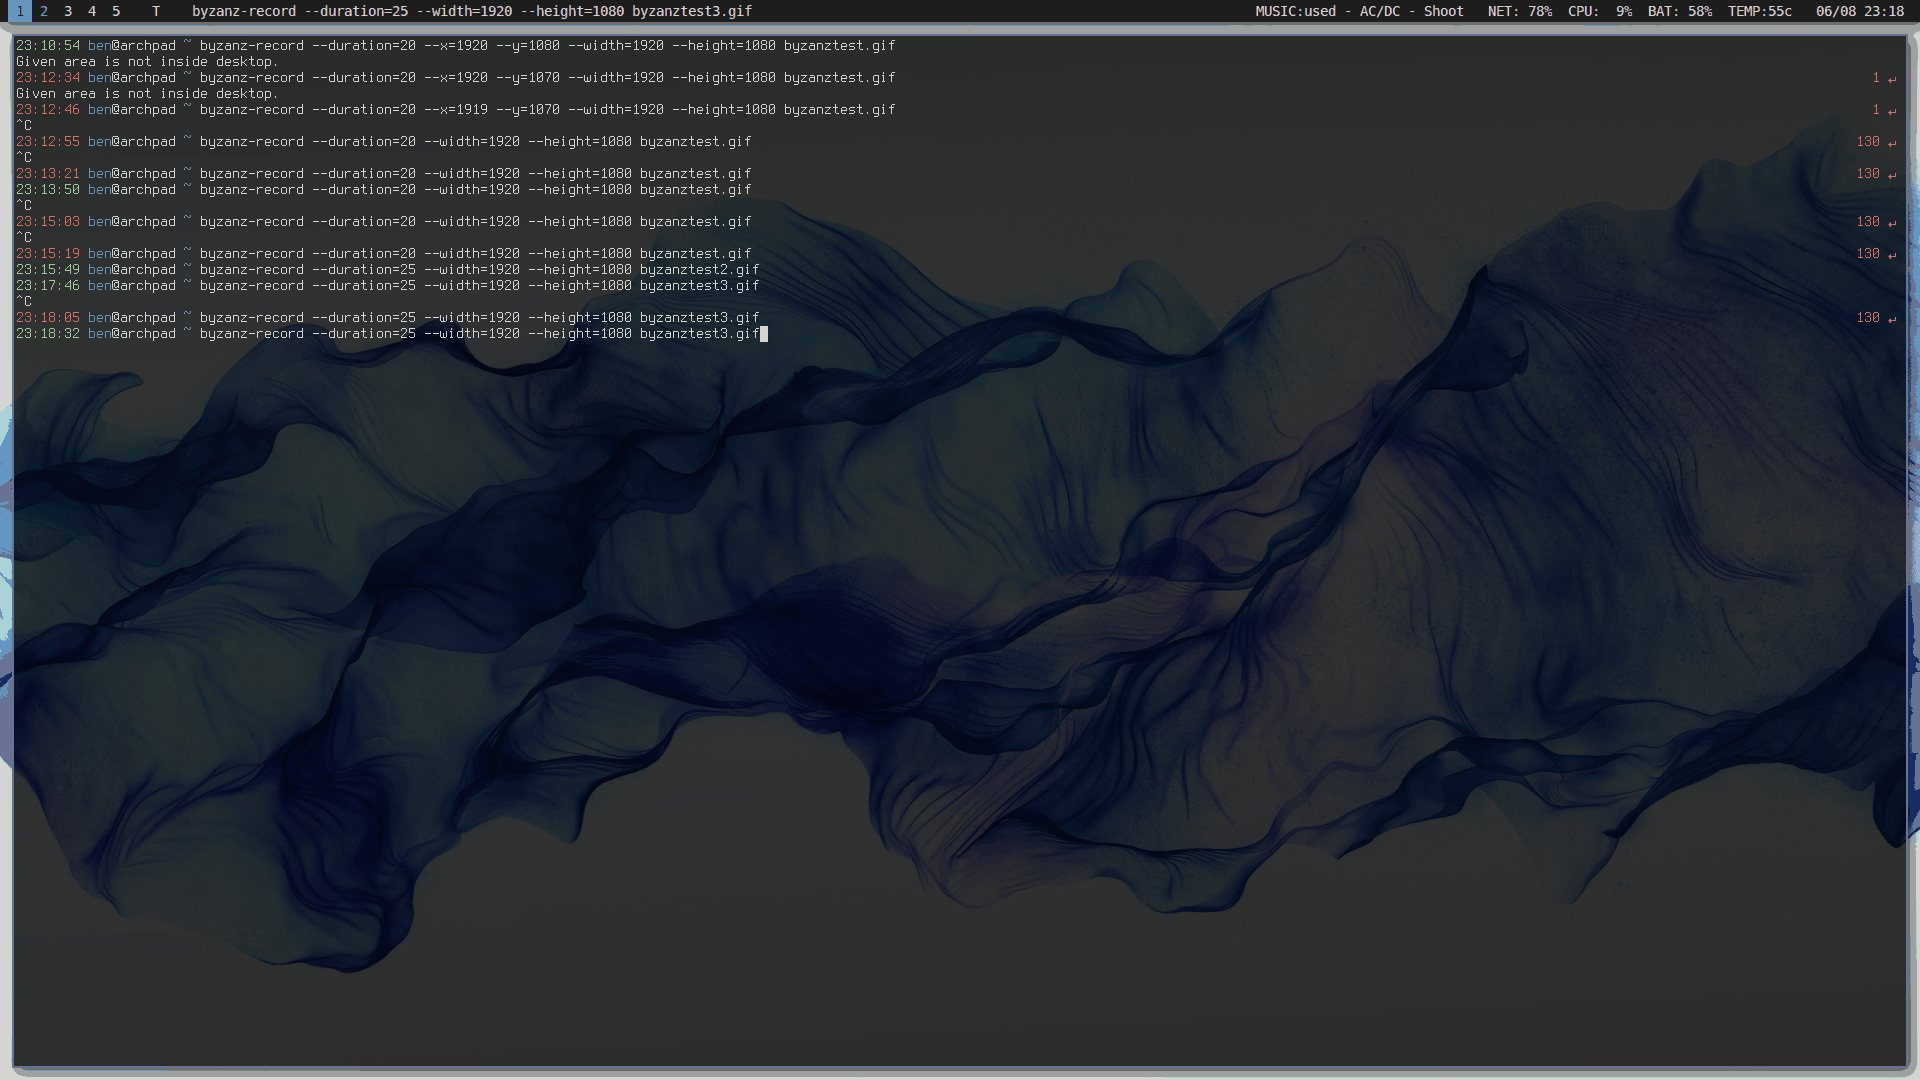 1 2 3 4 5 T byzanz-record --duration=25 --width=1920 --height=1080 byzanztest3.gif MUSIC:used - AC/DC - Shoot NET: 78% CPU: 9% BAT: 58% TEMP:55c 06/08 23:18
23:10:54 ben@archpad ~ byzanz-record --duration=20 --x=1920 --y=1080 --width=1920 --height=1080 byzanztest.gif
Given area is not inside desktop.
23:12:34 ben@archpad ~ byzanz-record --duration=20 --x=1920 --y=1070 --width=1920 --height=1080 byzanztest.gif 1 ↵
Given area is not inside desktop.
23:12:46 ben@archpad ~ byzanz-record --duration=20 --x=1919 --y=1070 --width=1920 --height=1080 byzanztest.gif 1 ↵
^C
23:12:55 ben@archpad ~ byzanz-record --duration=20 --width=1920 --height=1080 byzanztest.gif 130 ↵
^C
23:13:21 ben@archpad ~ byzanz-record --duration=20 --width=1920 --height=1080 byzanztest.gif 130 ↵
23:13:50 ben@archpad ~ byzanz-record --duration=20 --width=1920 --height=1080 byzanztest.gif
^C
23:15:03 ben@archpad ~ byzanz-record --duration=20 --width=1920 --height=1080 byzanztest.gif 130 ↵
^C
23:15:19 ben@archpad ~ byzanz-record --duration=20 --width=1920 --height=1080 byzanztest.gif 130 ↵
23:15:49 ben@archpad ~ byzanz-record --duration=25 --width=1920 --height=1080 byzanztest2.gif
23:17:46 ben@archpad ~ byzanz-record --duration=25 --width=1920 --height=1080 byzanztest3.gif
^C
23:18:05 ben@archpad ~ byzanz-record --duration=25 --width=1920 --height=1080 byzanztest3.gif 130 ↵
23:18:32 ben@archpad ~ byzanz-record --duration=25 --width=1920 --height=1080 byzanztest3.gif